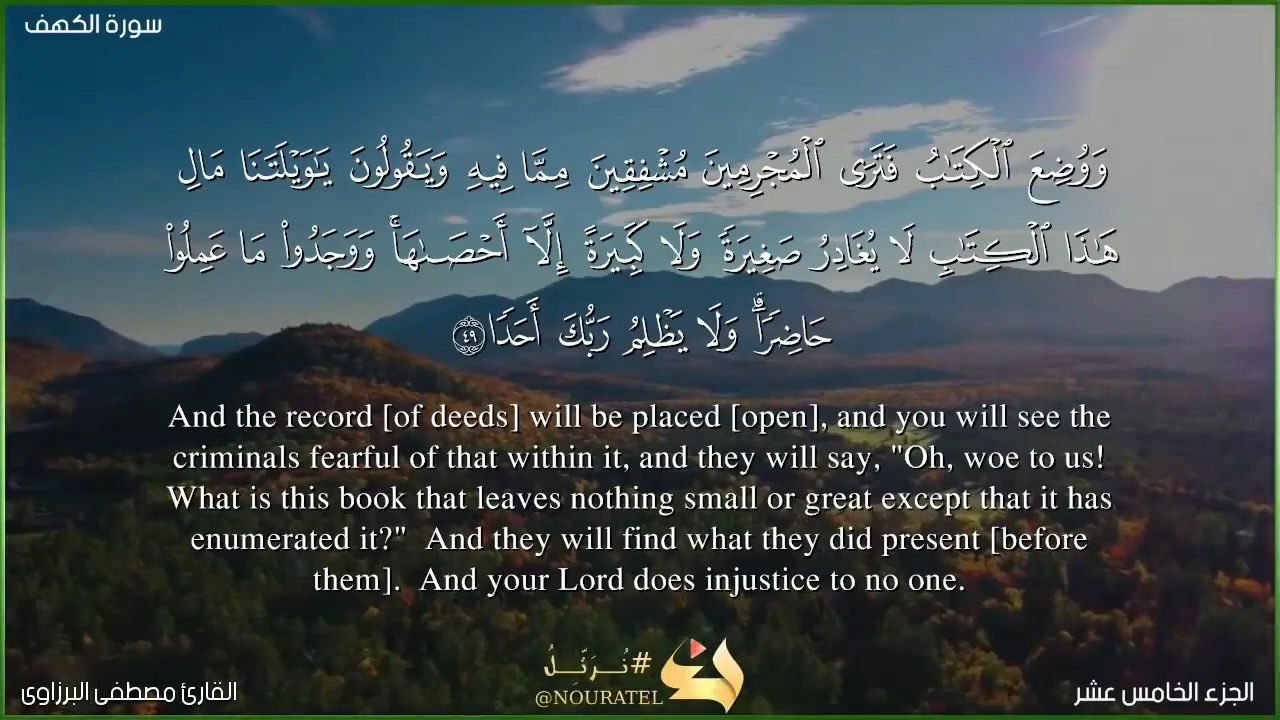 سورة الكهف
وَوُضِعَ ٱلْكِتَـٰبُ فَتَرَى ٱلْمُجْرِمِينَ مُشْفِقِينَ مِمَّا فِيهِ وَيَقُولُونَ يَـٰوَيْلَتَنَا مَالِ
هَـٰذَا ٱلْكِتَـٰبِ لَا يُغَادِرُ صَغِيرَةً وَلَا كَبِيرَةً إِلَّآ أَحْصَىٰهَا ۚ وَوَجَدُوا۟ مَا عَمِلُوا۟
حَاضِرًا ۗ وَلَا يَظْلِمُ رَبُّكَ أَحَدًا ٤٩
And the record [of deeds] will be placed [open], and you will see the
criminals fearful of that within it, and they will say, "Oh, woe to us!
What is this book that leaves nothing small or great except that it has
enumerated it?" And they will find what they did present [before
them]. And your Lord does injustice to no one.
#نُرَتِّلُ
@NOURATEL
الجزء الخامس عشر
القارئ مصطفى البرزاوى